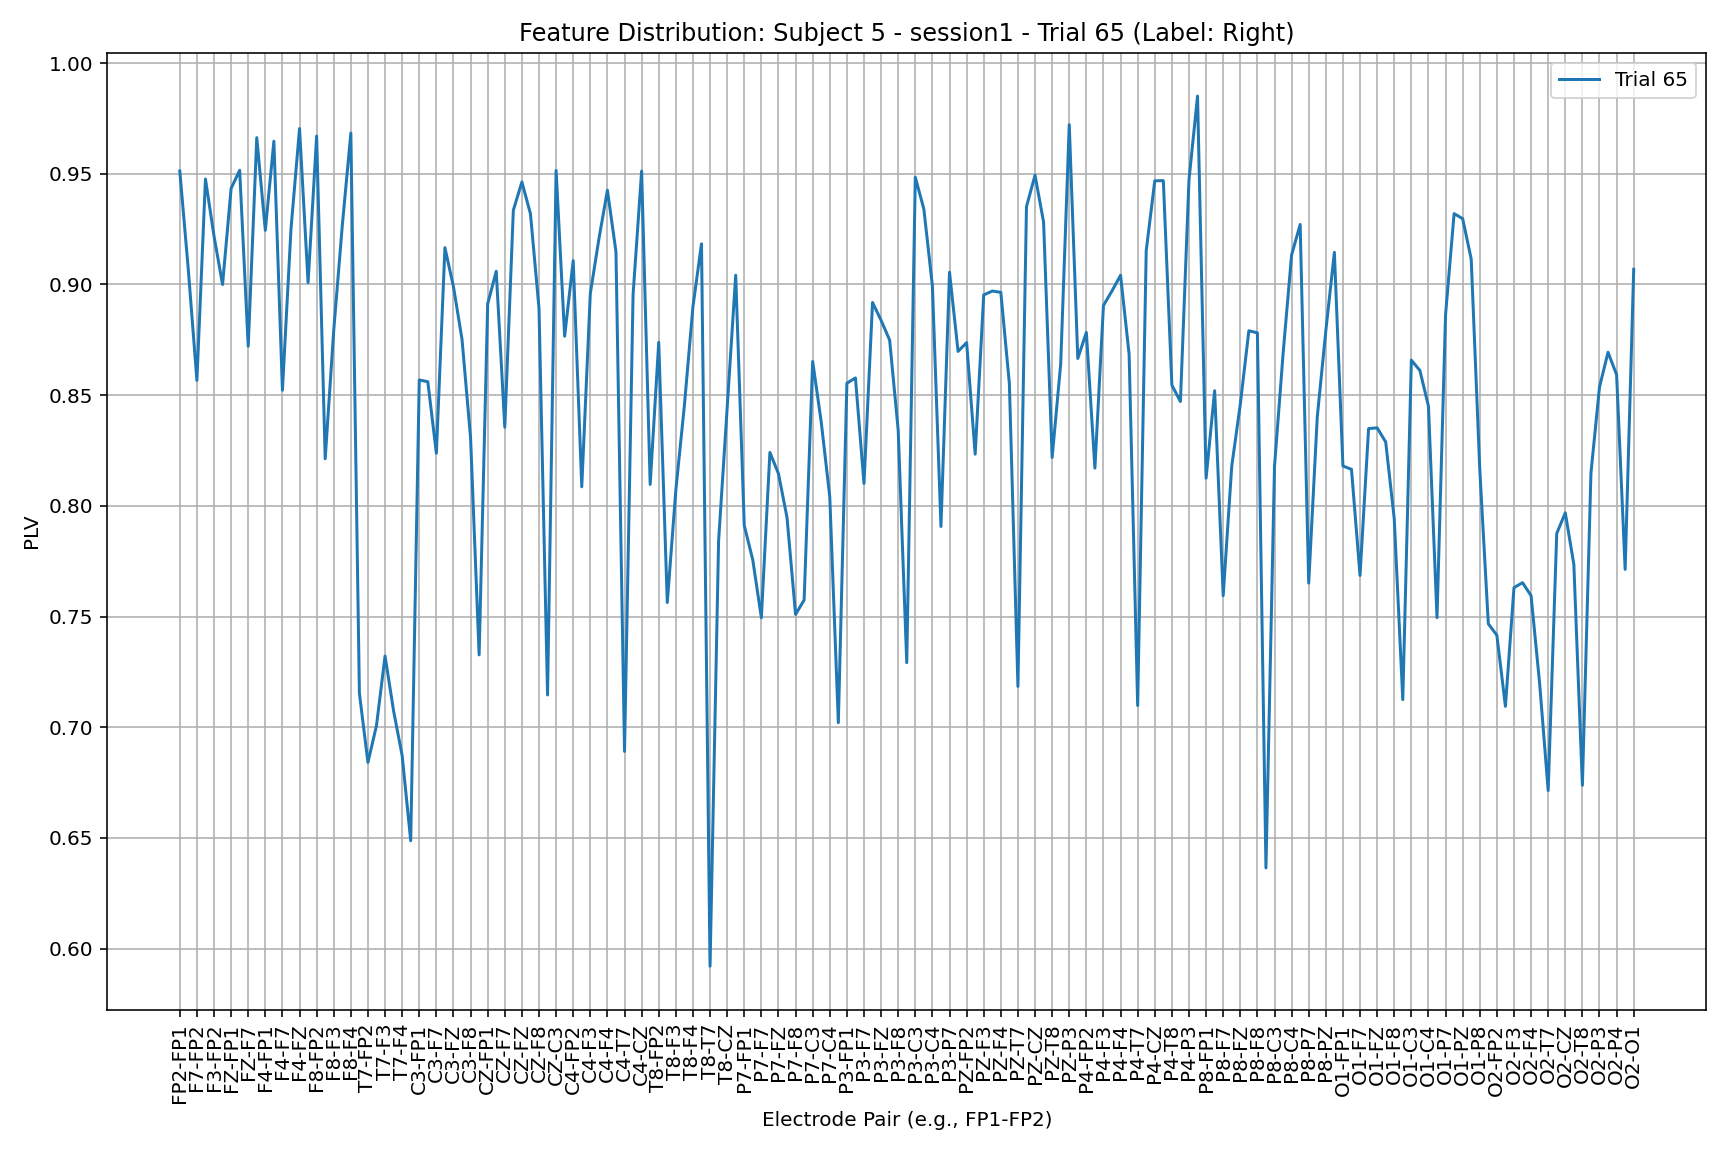 Feature Distribution: Subject 5 - session1 - Trial 65 (Label: Right)
Trial 65
1.00
0.95
0.90
0.85
0.80
0.75
0.70
0.65
0.60
PLV
FP2-FP1
F7-FP2
F3-FP2
FZ-FP1
FZ-F7
F4-FP1
F4-F7
F4-FZ
F8-FP2
F8-F3
F8-F4
T7-FP2
T7-F3
T7-F4
C3-FP1
C3-F7
C3-FZ
C3-F8
CZ-FP1
CZ-F7
CZ-FZ
CZ-F8
CZ-C3
C4-FP2
C4-F3
C4-F4
C4-T7
C4-CZ
T8-FP2
T8-F3
T8-F4
T8-T7
T8-CZ
P7-FP1
P7-F7
P7-FZ
P7-F8
P7-C3
P7-C4
P3-FP1
P3-F7
P3-FZ
P3-F8
P3-C3
P3-C4
P3-P7
PZ-FP2
PZ-F3
PZ-F4
PZ-T7
PZ-CZ
PZ-T8
PZ-P3
P4-FP2
P4-F3
P4-F4
P4-T7
P4-CZ
P4-T8
P4-P3
P8-FP1
P8-F7
P8-FZ
P8-F8
P8-C3
P8-C4
P8-P7
P8-PZ
O1-FP1
O1-F7
O1-FZ
O1-F8
O1-C3
O1-C4
O1-P7
O1-PZ
O1-P8
O2-FP2
O2-F3
O2-F4
O2-T7
O2-CZ
O2-T8
O2-P3
O2-P4
O2-O1
Electrode Pair (e.g., FP1-FP2)